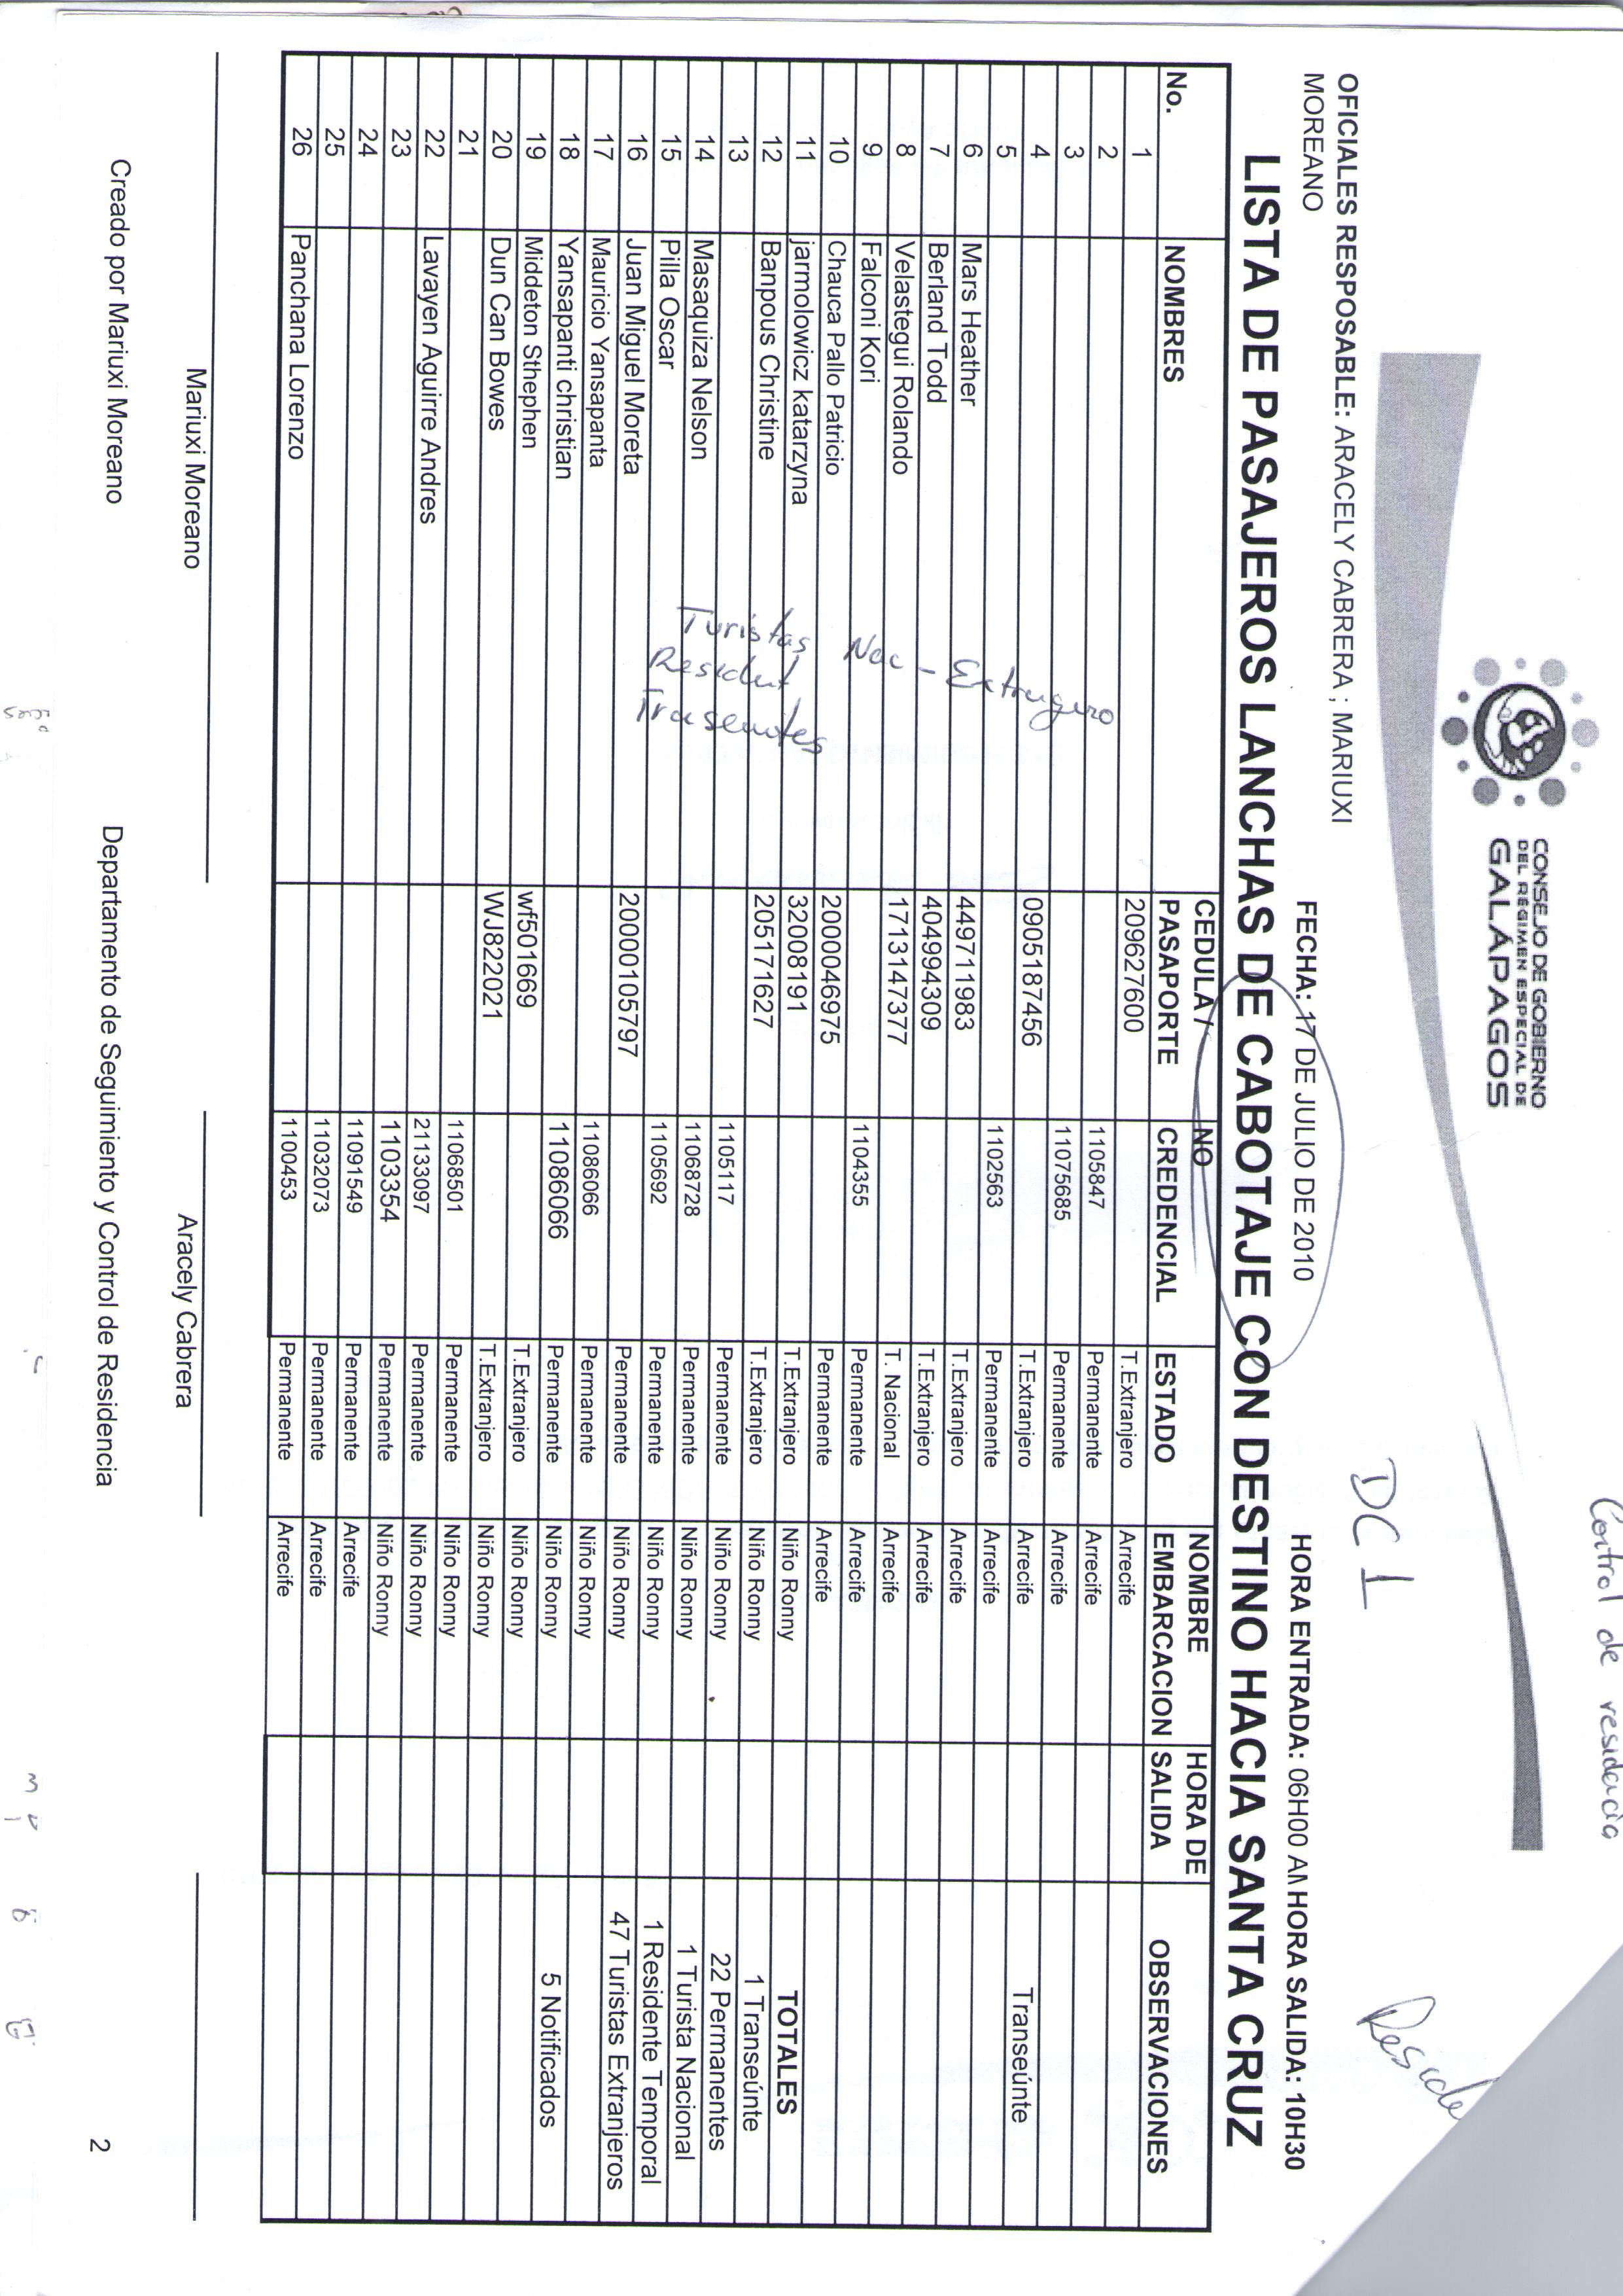 Control de residencia
CONSEJO DE GOBIERNO
DEL RÉGIMEN ESPECIAL DE
GALÁPAGOS
DC 1
Reside
OFICIALES RESPOSABLE: ARACELY CABRERA ; MARIUXI MOREANO
FECHA: 17 DE JULIO DE 2010
HORA ENTRADA: 06H00 AM HORA SALIDA: 10H30
LISTA DE PASAJEROS LANCHAS DE CABOTAJE CON DESTINO HACIA SANTA CRUZ
No. NOMBRES CEDULA / PASAPORTE NO CREDENCIAL ESTADO NOMBRE EMBARCACION HORA DE SALIDA OBSERVACIONES
1 209627600 T.Extranjero Arrecife
2 1105847 Permanente Arrecife
3 11075685 Permanente Arrecife
4 0905187456 T.Extranjero Arrecife Transeúnte
5 1102563 Permanente Arrecife
6 Mars Heather 449711983 T.Extranjero Arrecife
7 Berland Todd 404994309 T.Extranjero Arrecife
8 Velastegui Rolando 1713147377 T. Nacional Arrecife
9 Falconi Kori 1104355 Permanente Arrecife
10 Chauca Pallo Patricio 2000046975 Permanente Arrecife
11 jarmolowicz katarzyna 32008191 T.Extranjero Niño Ronny TOTALES
12 Banpous Christine 205171627 T.Extranjero Niño Ronny 1 Transeúnte
13 1105117 Permanente Niño Ronny 22 Permanentes
14 Masaquiza Nelson 11068728 Permanente Niño Ronny 1 Turista Nacional
15 Pilla Oscar 1105692 Permanente Niño Ronny 1 Residente Temporal
16 Juan Miguel Moreta 20000105797 Permanente Niño Ronny 47 Turistas Extranjeros
17 Mauricio Yansapanta 11086066 Permanente Niño Ronny
18 Yansapanti christian 11086066 Permanente Niño Ronny 5 Notificados
19 Middeton Sthephen wf501669 T.Extranjero Niño Ronny
20 Dun Can Bowes WJ822021 T.Extranjero Niño Ronny
21 11068501 Permanente Niño Ronny
22 Lavayen Aguirre Andres 21133097 Permanente Niño Ronny
23 1103354 Permanente Niño Ronny
24 11091549 Permanente Arrecife
25 11032073 Permanente Arrecife
26 Panchana Lorenzo 1100453 Permanente Arrecife
Turistas Nac - Extrangero
Resident
Traseuntes
Mariuxi Moreano Aracely Cabrera
Creado por Mariuxi Moreano Departamento de Seguimiento y Control de Residencia 2